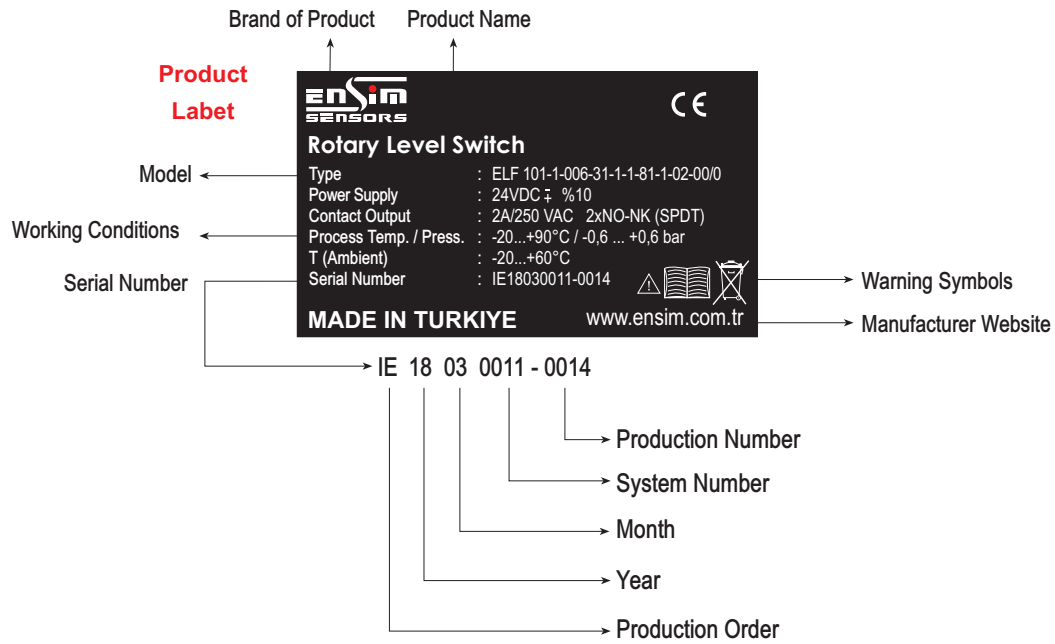 Brand of Product Product Name
Product
Labet
ensim
SENSORS
CE
Rotary Level Switch
Model
Type : ELF 101-1-006-31-1-1-81-1-02-00/0
Power Supply : 24VDC ∓ %10
Contact Output : 2A/250 VAC 2xNO-NK (SPDT)
Working Conditions
Process Temp. / Press. : -20...+90°C / -0,6 ... +0,6 bar
T (Ambient) : -20...+60°C
Serial Number
Serial Number : IE18030011-0014
Warning Symbols
MADE IN TURKIYE www.ensim.com.tr
Manufacturer Website
IE 18 03 0011 - 0014
Production Number
System Number
Month
Year
Production Order